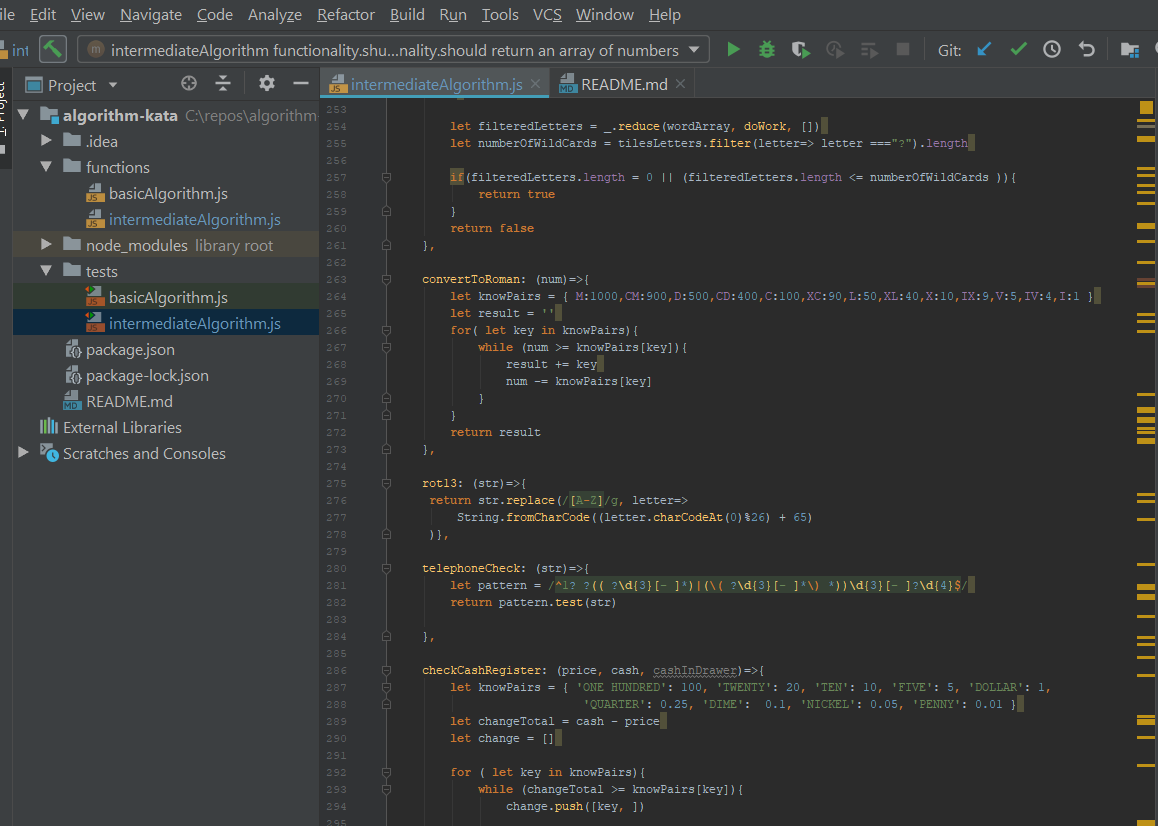 ile Edit View Navigate Code Analyze Refactor Build Run Tools VCS Window Help
int intermediateAlgorithm functionality.shu...nality.should return an array of numbers Git:
Project intermediateAlgorithm.js README.md
algorithm-kata C:\repos\algorithm
.idea
functions
basicAlgorithm.js
intermediateAlgorithm.js
node_modules library root
tests
basicAlgorithm.js
intermediateAlgorithm.js
package.json
package-lock.json
README.md
External Libraries
Scratches and Consoles
253
254 let filteredLetters = _.reduce(wordArray, doWork, [])
255 let numberOfWildCards = tilesLetters.filter(letter=> letter ==="?").length
256
257 if(filteredLetters.length = 0 || (filteredLetters.length <= numberOfWildCards )){
258 return true
259 }
260 return false
261 },
262
263 convertToRoman: (num)=>{
264 let knowPairs = { M:1000,CM:900,D:500,CD:400,C:100,XC:90,L:50,XL:40,X:10,IX:9,V:5,IV:4,I:1 }
265 let result = ''
266 for( let key in knowPairs){
267 while (num >= knowPairs[key]){
268 result += key
269 num -= knowPairs[key]
270 }
271 }
272 return result
273 },
274
275 rot13: (str)=>{
276 return str.replace(/[A-Z]/g, letter=>
277 String.fromCharCode((letter.charCodeAt(0)%26) + 65)
278 )},
279
280 telephoneCheck: (str)=>{
281 let pattern = /^1? ?(( ?\d{3}[- ]*)|(\( ?\d{3}[- ]*\) *))\d{3}[- ]?\d{4}$/
282 return pattern.test(str)
283
284 },
285
286 checkCashRegister: (price, cash, cashInDrawer)=>{
287 let knowPairs = { 'ONE HUNDRED': 100, 'TWENTY': 20, 'TEN': 10, 'FIVE': 5, 'DOLLAR': 1,
288 'QUARTER': 0.25, 'DIME': 0.1, 'NICKEL': 0.05, 'PENNY': 0.01 }
289 let changeTotal = cash - price
290 let change = []
291
292 for ( let key in knowPairs){
293 while (changeTotal >= knowPairs[key]){
294 change.push([key, ])
295